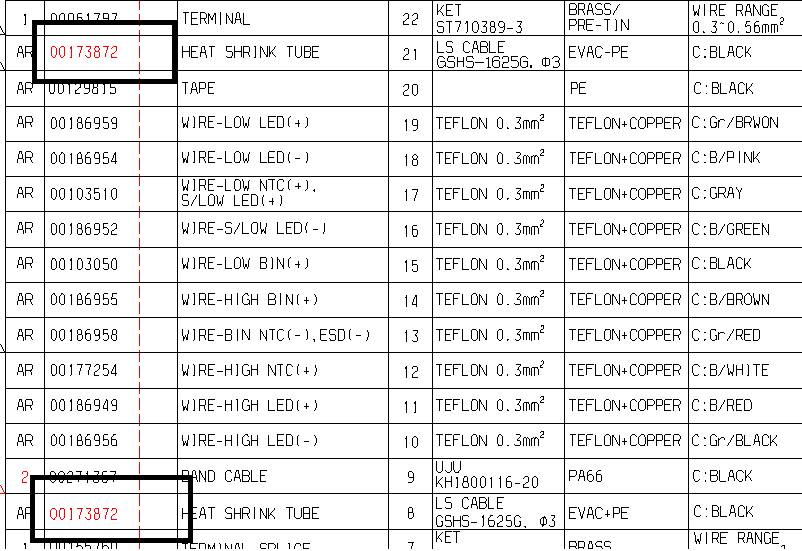 1 00061797 TERMINAL 22 KET ST710389-3 BRASS/ PRE-TIN WIRE RANGE 0.3~0.56mm²
AR 00173872 HEAT SHRINK TUBE 21 LS CABLE GSHS-1625G, Φ3 EVAC-PE C:BLACK
AR 00129815 TAPE 20 PE C:BLACK
AR 00186959 WIRE-LOW LED(+) 19 TEFLON 0.3mm² TEFLON+COPPER C:Gr/BRWON
AR 00186954 WIRE-LOW LED(-) 18 TEFLON 0.3mm² TEFLON+COPPER C:B/PINK
AR 00103510 WIRE-LOW NTC(+), S/LOW LED(+) 17 TEFLON 0.3mm² TEFLON+COPPER C:GRAY
AR 00186952 WIRE-S/LOW LED(-) 16 TEFLON 0.3mm² TEFLON+COPPER C:B/GREEN
AR 00103050 WIRE-LOW BIN(+) 15 TEFLON 0.3mm² TEFLON+COPPER C:BLACK
AR 00186955 WIRE-HIGH BIN(+) 14 TEFLON 0.3mm² TEFLON+COPPER C:B/BROWN
AR 00186958 WIRE-BIN NTC(-),ESD(-) 13 TEFLON 0.3mm² TEFLON+COPPER C:Gr/RED
AR 00177254 WIRE-HIGH NTC(+) 12 TEFLON 0.3mm² TEFLON+COPPER C:B/WHITE
AR 00186949 WIRE-HIGH LED(+) 11 TEFLON 0.3mm² TEFLON+COPPER C:B/RED
AR 00186956 WIRE-HIGH LED(-) 10 TEFLON 0.3mm² TEFLON+COPPER C:Gr/BLACK
2 00271367 BAND CABLE 9 UJU KH1800116-20 PA66 C:BLACK
AR 00173872 HEAT SHRINK TUBE 8 LS CABLE GSHS-1625G, Φ3 EVAC+PE C:BLACK
1 00155760 TERMINAL SPLICE 7 KET BRASS WIRE RANGE